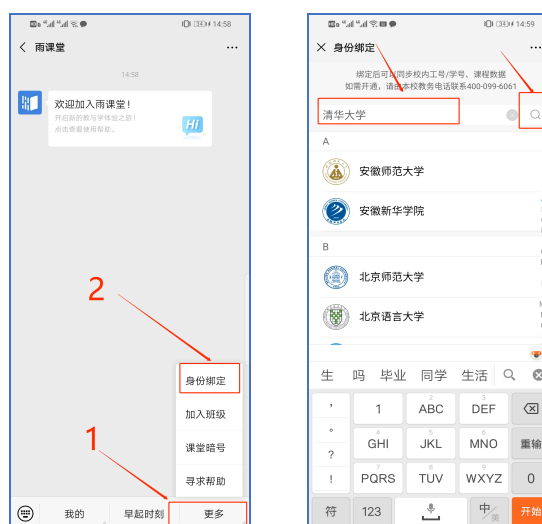 14:58
雨课堂
14:58
欢迎加入雨课堂!
开启新的教与学体验之旅!
点击查看使用帮助。
Hi
2
身份绑定
加入班级
1
课堂暗号
寻求帮助
我的
早起时刻
更多
14:59
身份绑定
绑定后可以同步校内工号/学号、课程数据
如需开通,请由本校教务电话联系400-099-6061
清华大学
A
安徽师范大学
安徽新华学院
B
北京师范大学
北京语言大学
生 吗 毕业 同学 生活
, 1 ABC DEF
。 GHI JKL MNO 重输
?
! PQRS TUV WXYZ 0
符 123 中/英 开始